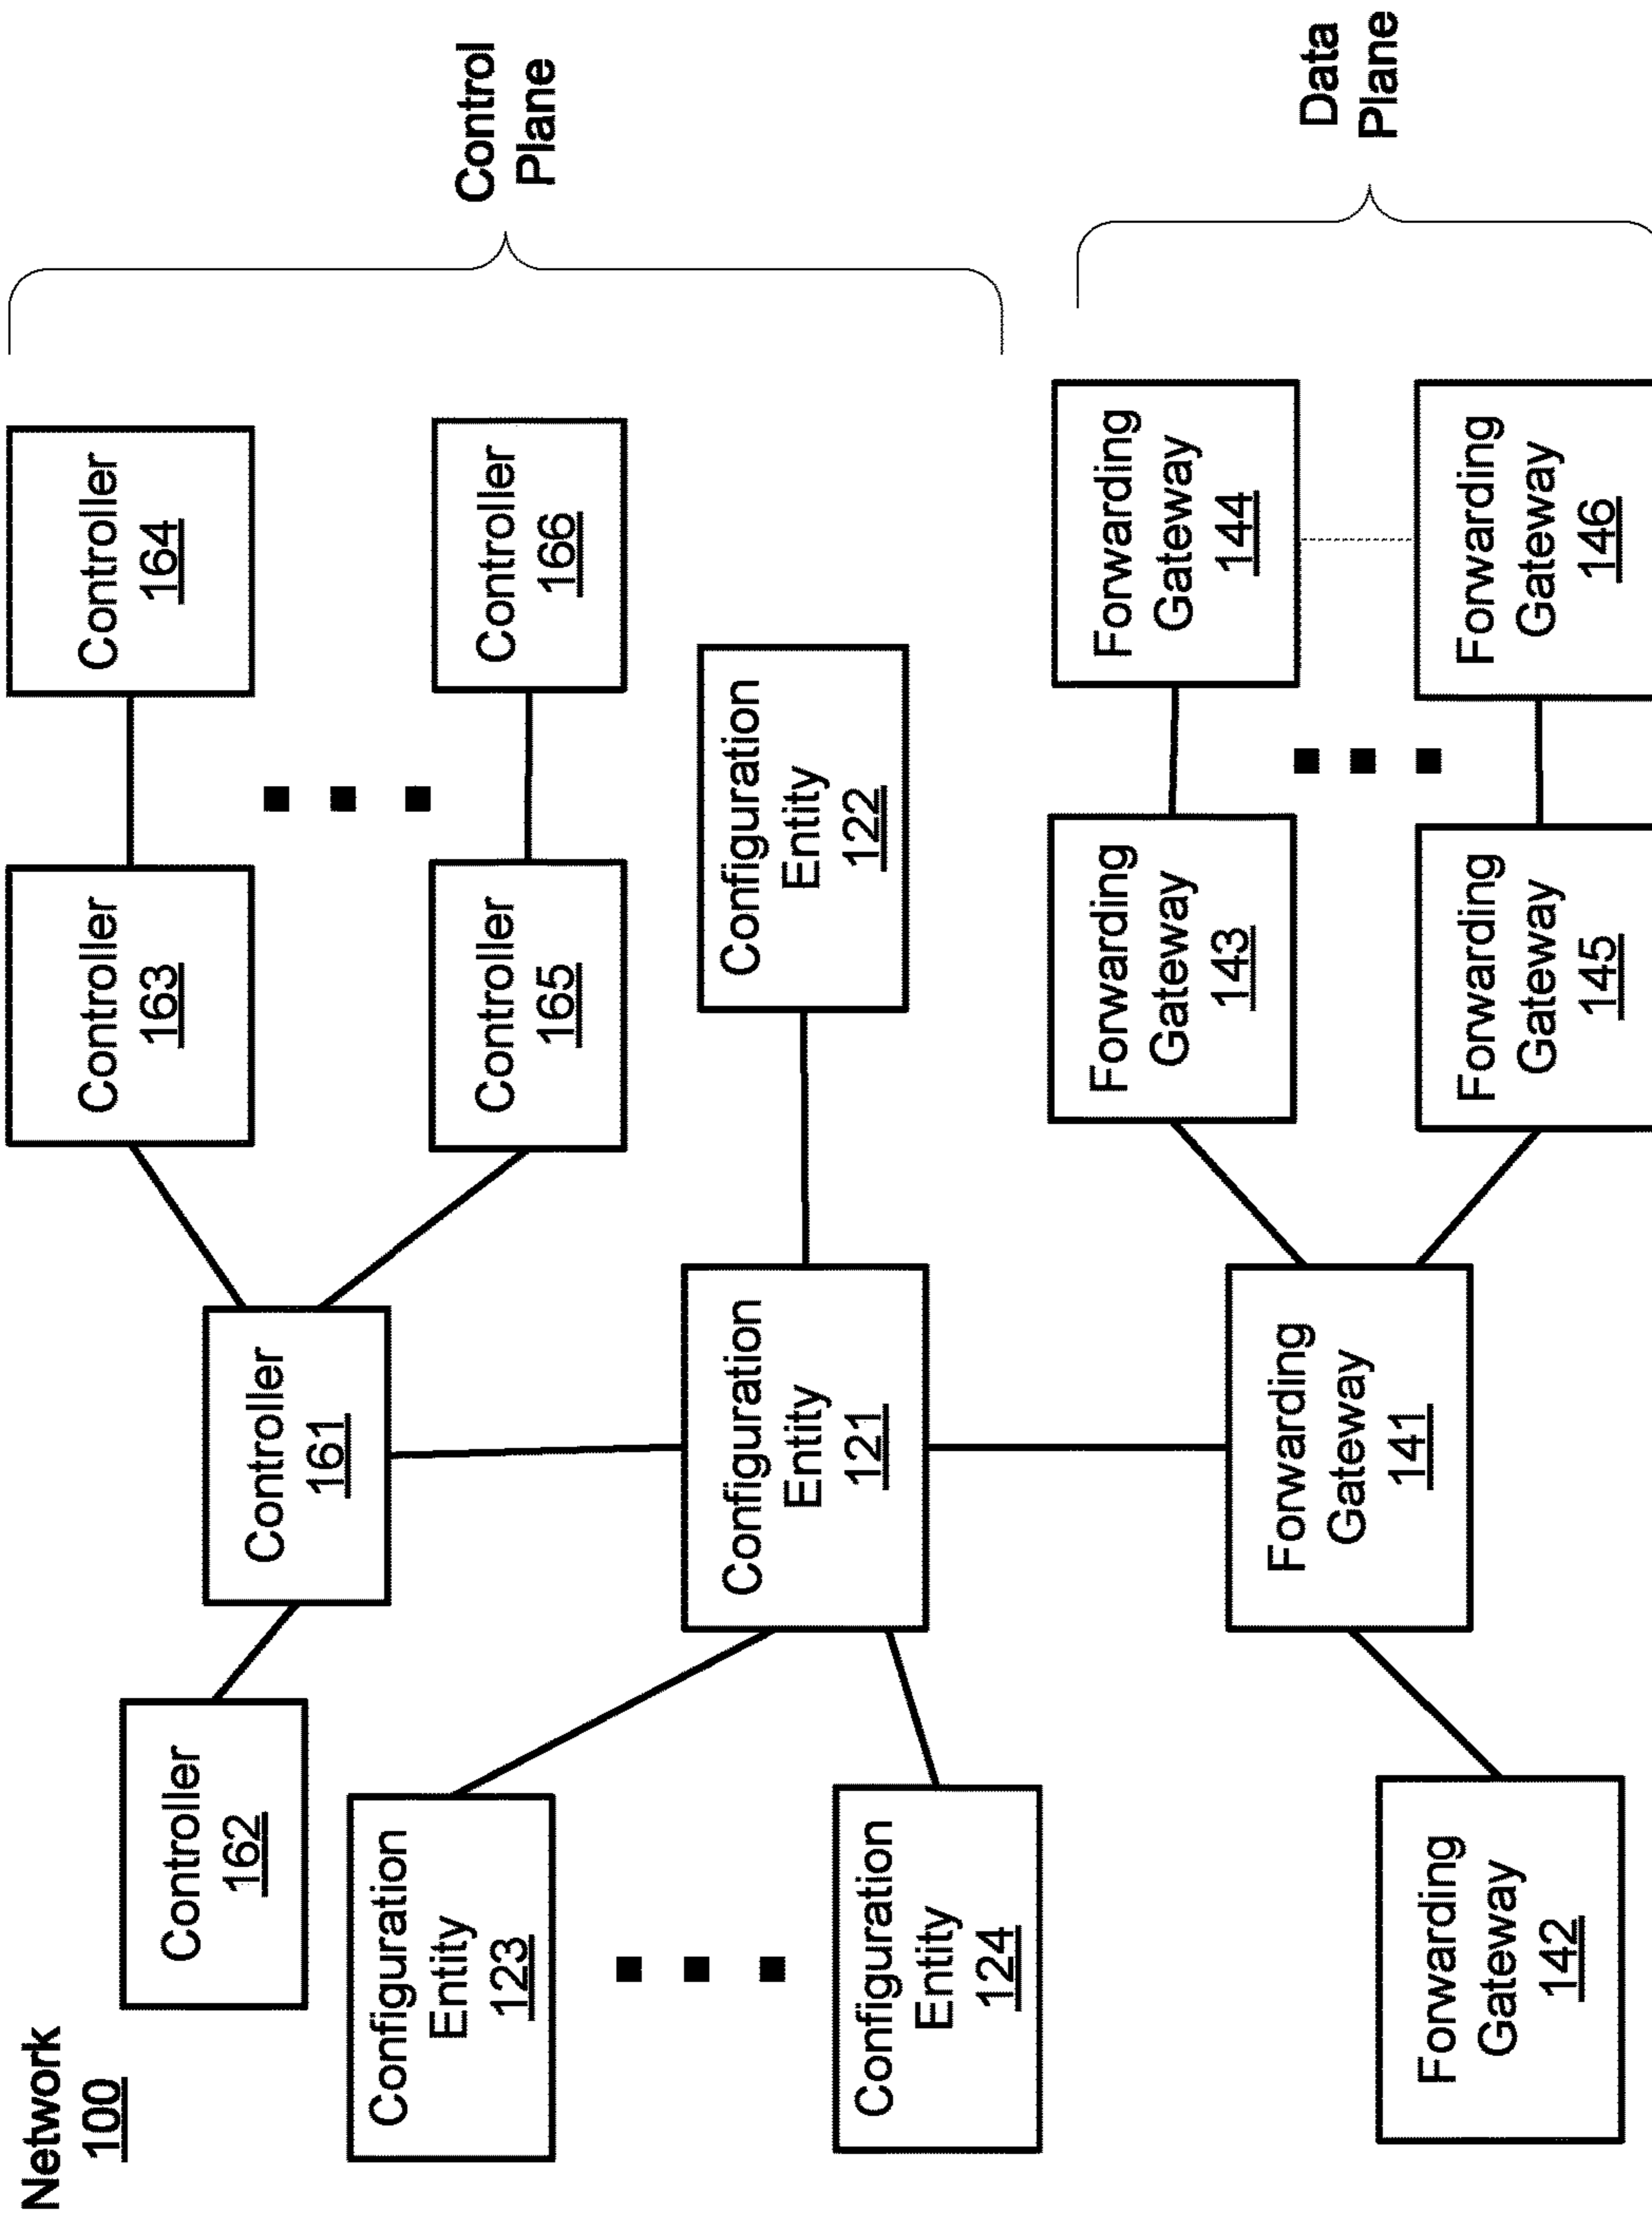 Network
100
Controller
162
Controller
161
Controller
163
Controller
164
Controller
165
Controller
166
Control
Plane
Configuration
Entity
123
Configuration
Entity
124
Configuration
Entity
121
Configuration
Entity
122
Forwarding
Gateway
142
Forwarding
Gateway
141
Forwarding
Gateway
143
Forwarding
Gateway
144
Forwarding
Gateway
145
Forwarding
Gateway
146
Data
Plane